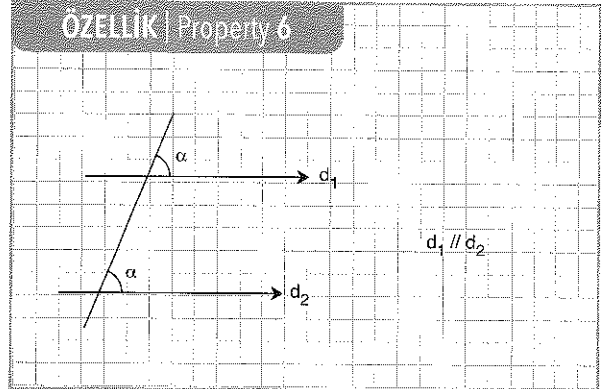 ÖZELLİK | Property 6
α
d₁
d₁ // d₂
α
d₂